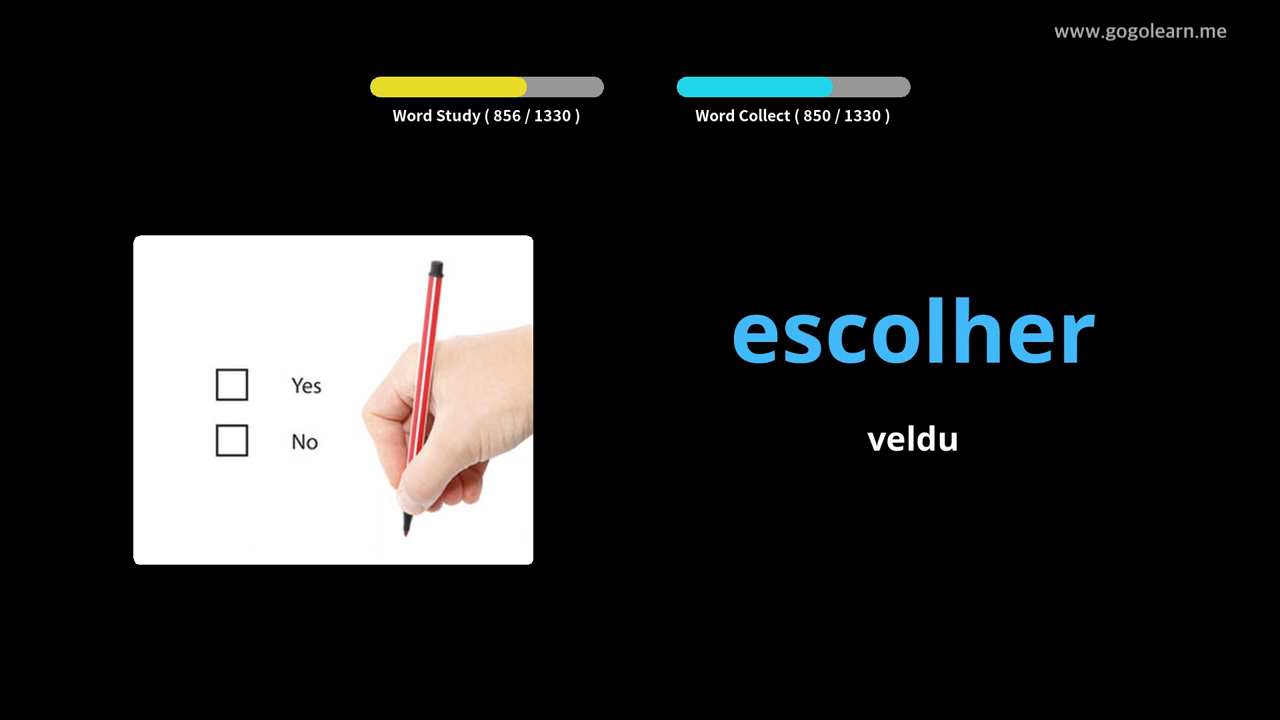 www.gogolearn.me
Word Study ( 856 / 1330 )
Word Collect ( 850 / 1330 )
Yes
No
escolher
veldu